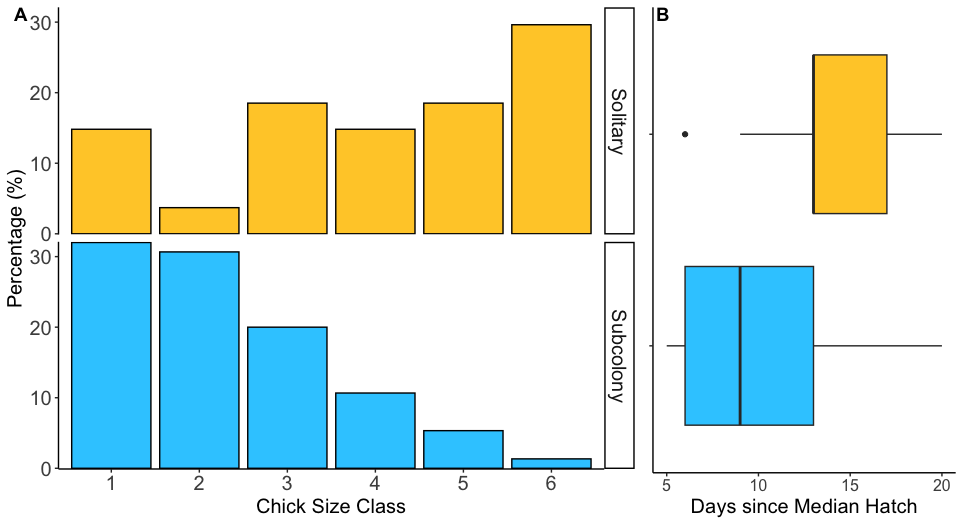 A
B
Percentage (%)
30
20
10
0
Solitary
30
20
10
0
Subcolony
1 2 3 4 5 6
Chick Size Class
5 10 15 20
Days since Median Hatch